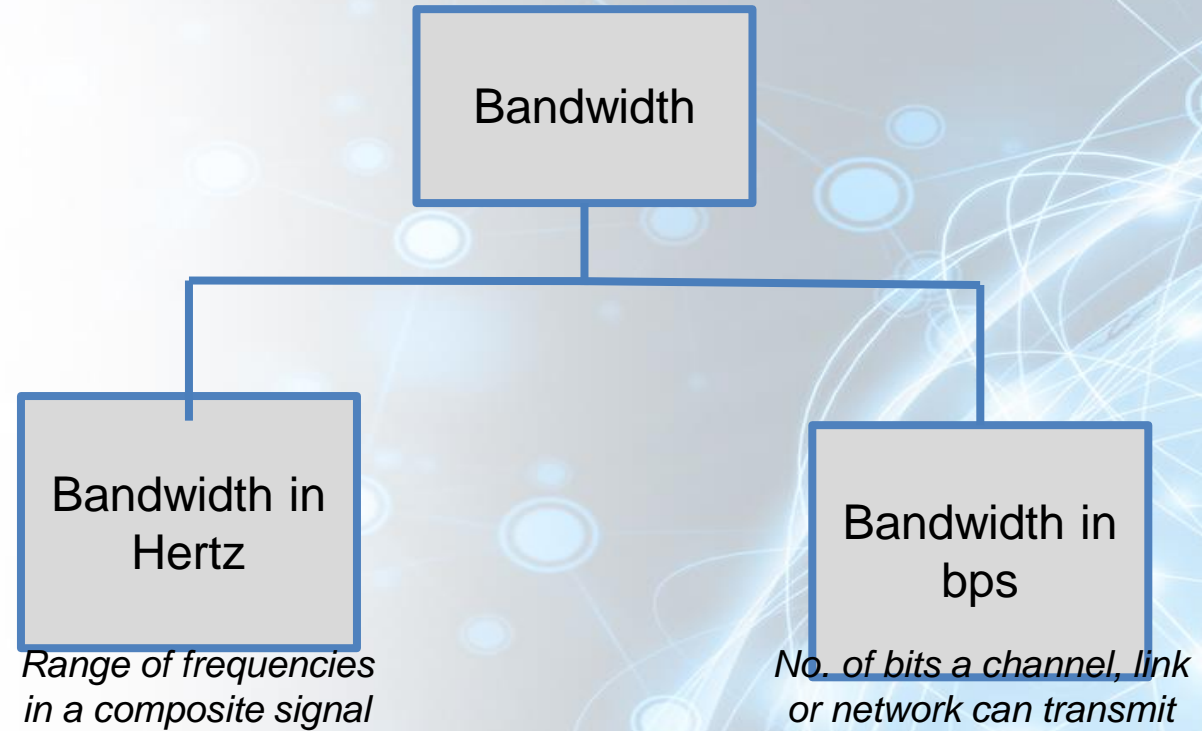 Bandwidth
Bandwidth in
Hertz
Range of frequencies
in a composite signal
Bandwidth in
bps
No. of bits a channel, link
or network can transmit